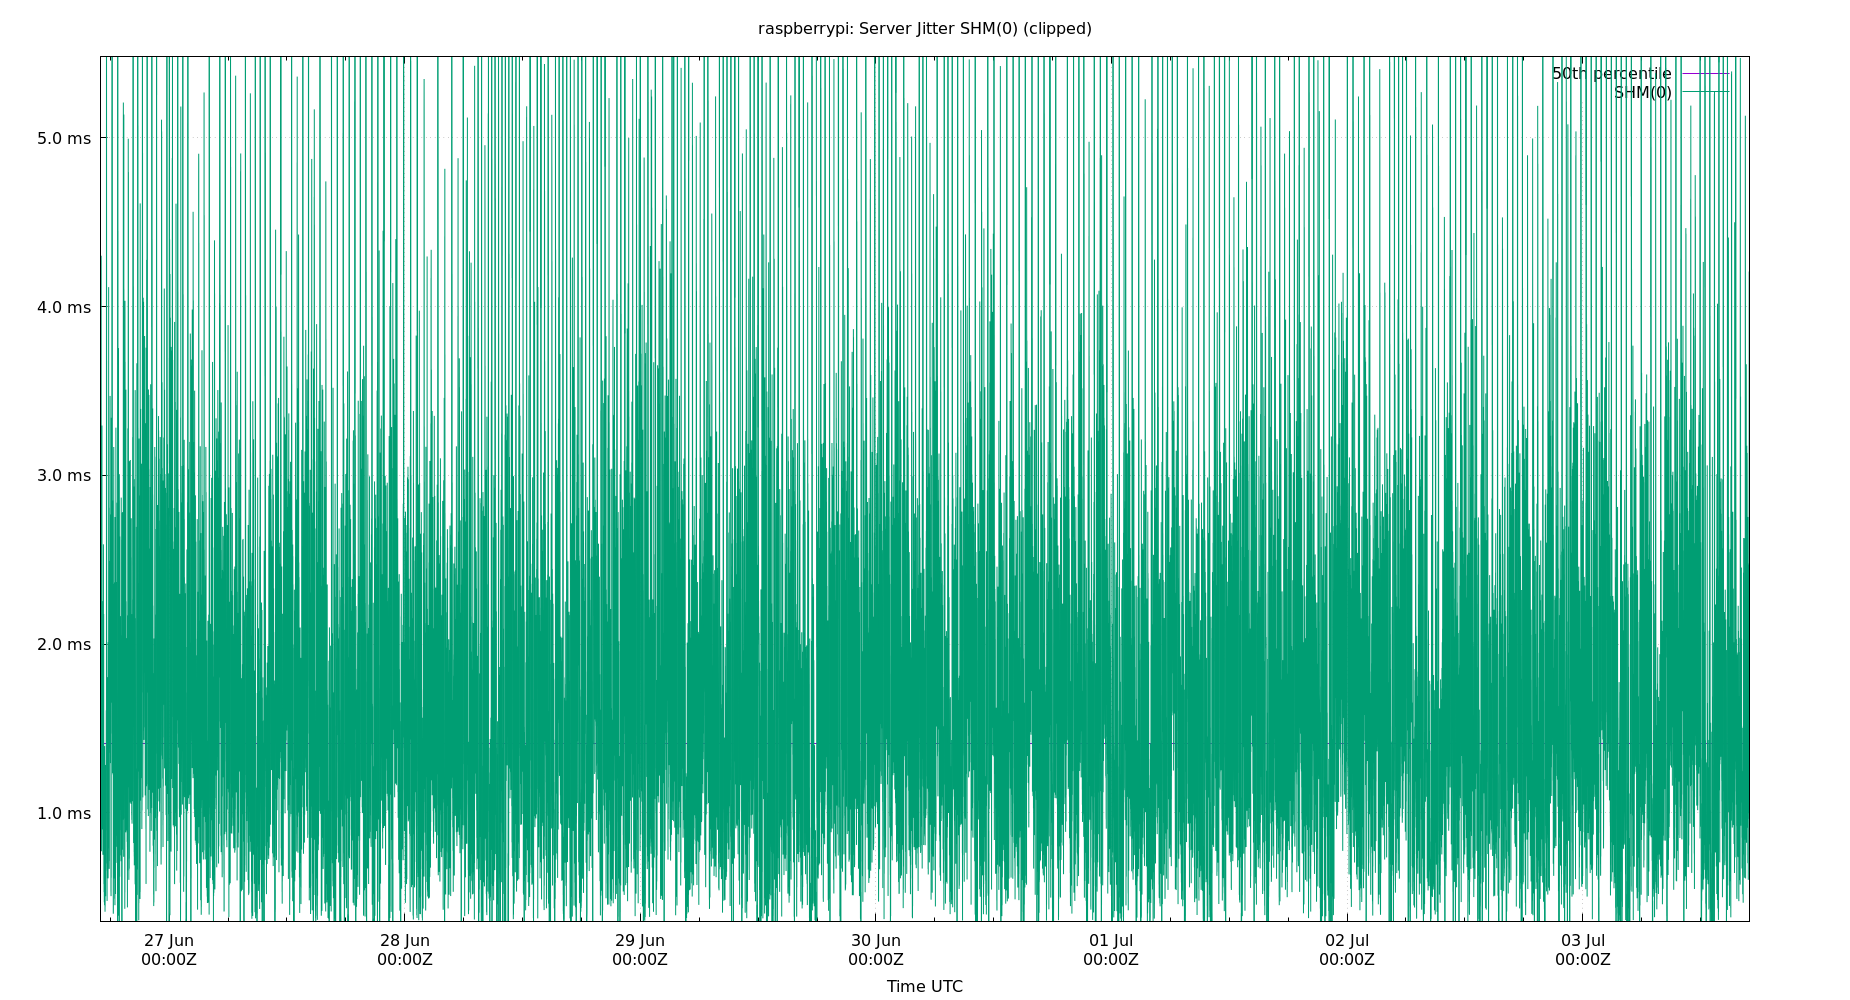 raspberrypi: Server Jitter SHM(0) (clipped)
50th percentile
SHM(0)
5.0 ms
4.0 ms
3.0 ms
2.0 ms
1.0 ms
27 Jun 28 Jun 29 Jun 30 Jun 01 Jul 02 Jul 03 Jul
00:00Z 00:00Z 00:00Z 00:00Z 00:00Z 00:00Z 00:00Z
Time UTC